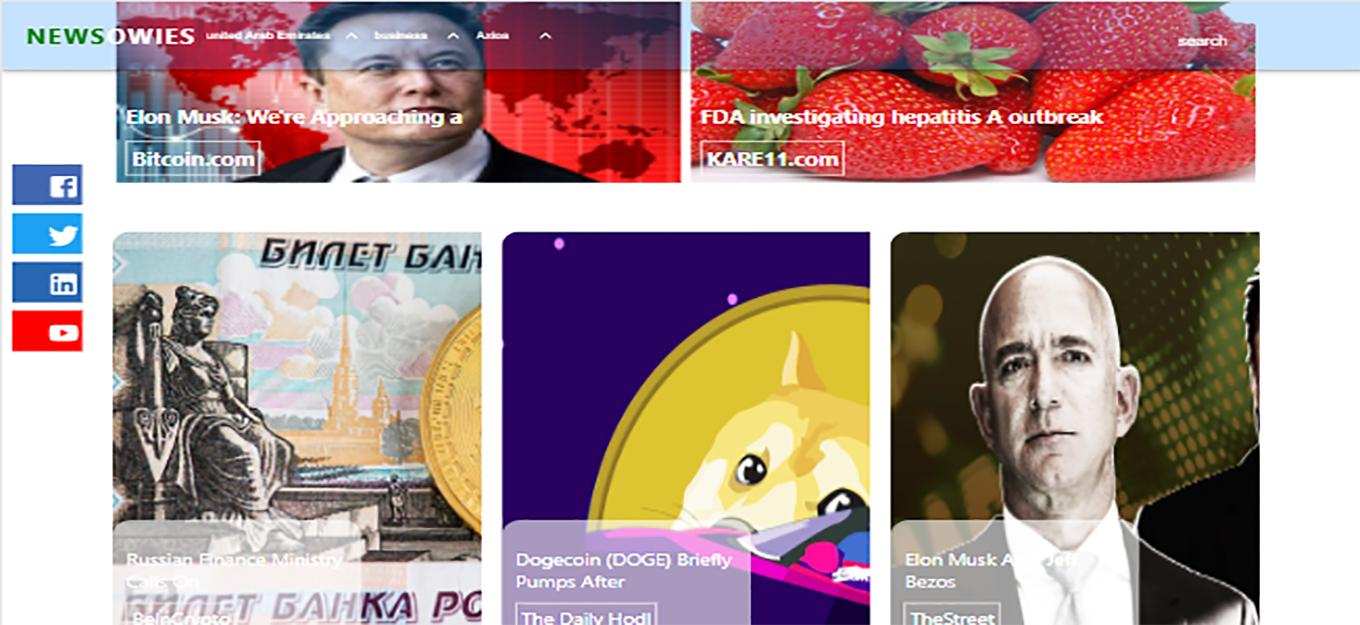 NEWSOWIES united Arab Emirates business Axios search
Elon Musk: We're Approaching a
Bitcoin.com
FDA investigating hepatitis A outbreak
KARE11.com
in
БИЛЕТ БАН
Russian Finance Ministry
Calls On
BeInCrypto
БИЛЕТ БАНКА РО
Dogecoin (DOGE) Briefly
Pumps After
The Daily Hodl
Elon Musk And Jeff
Bezos
TheStreet